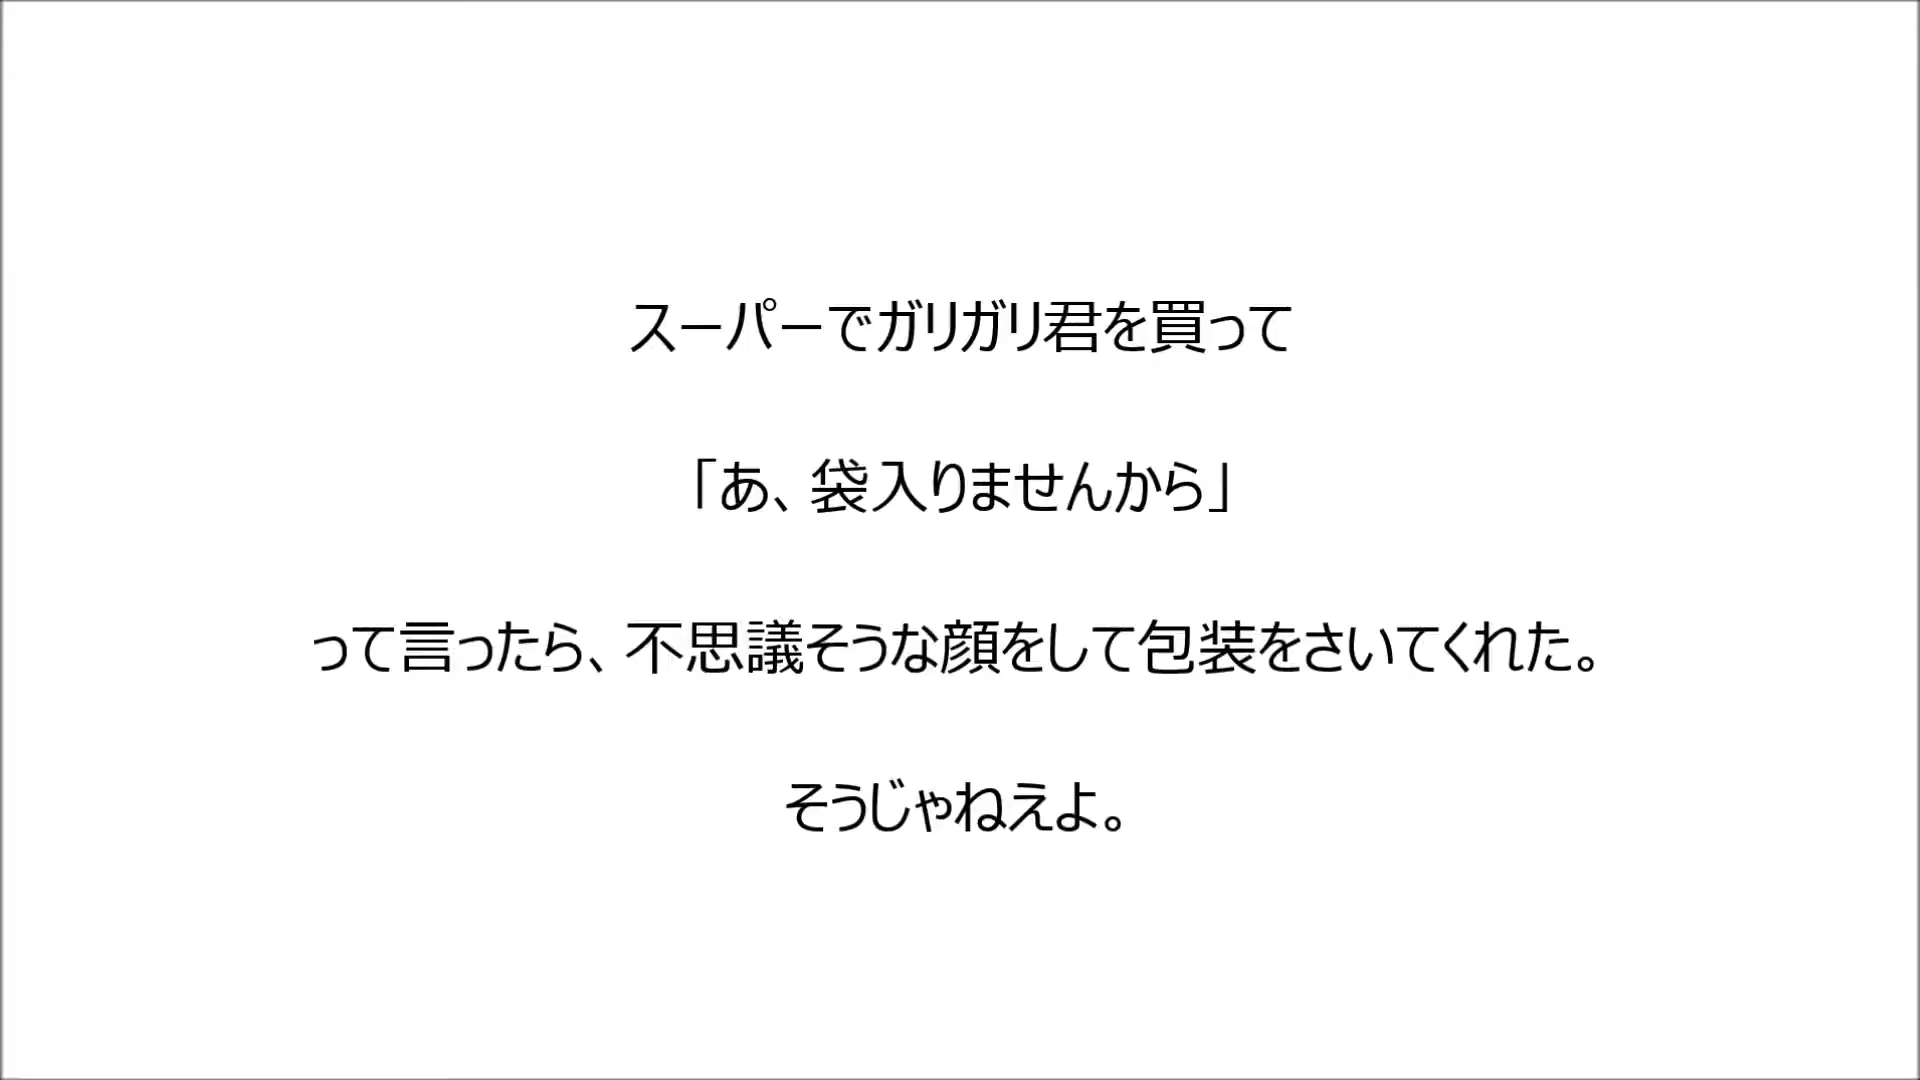 スーパーでガリガリ君を買って
「あ、袋入りませんから」
って言ったら、不思議そうな顔をして包装をさいてくれた。
そうじゃねえよ。